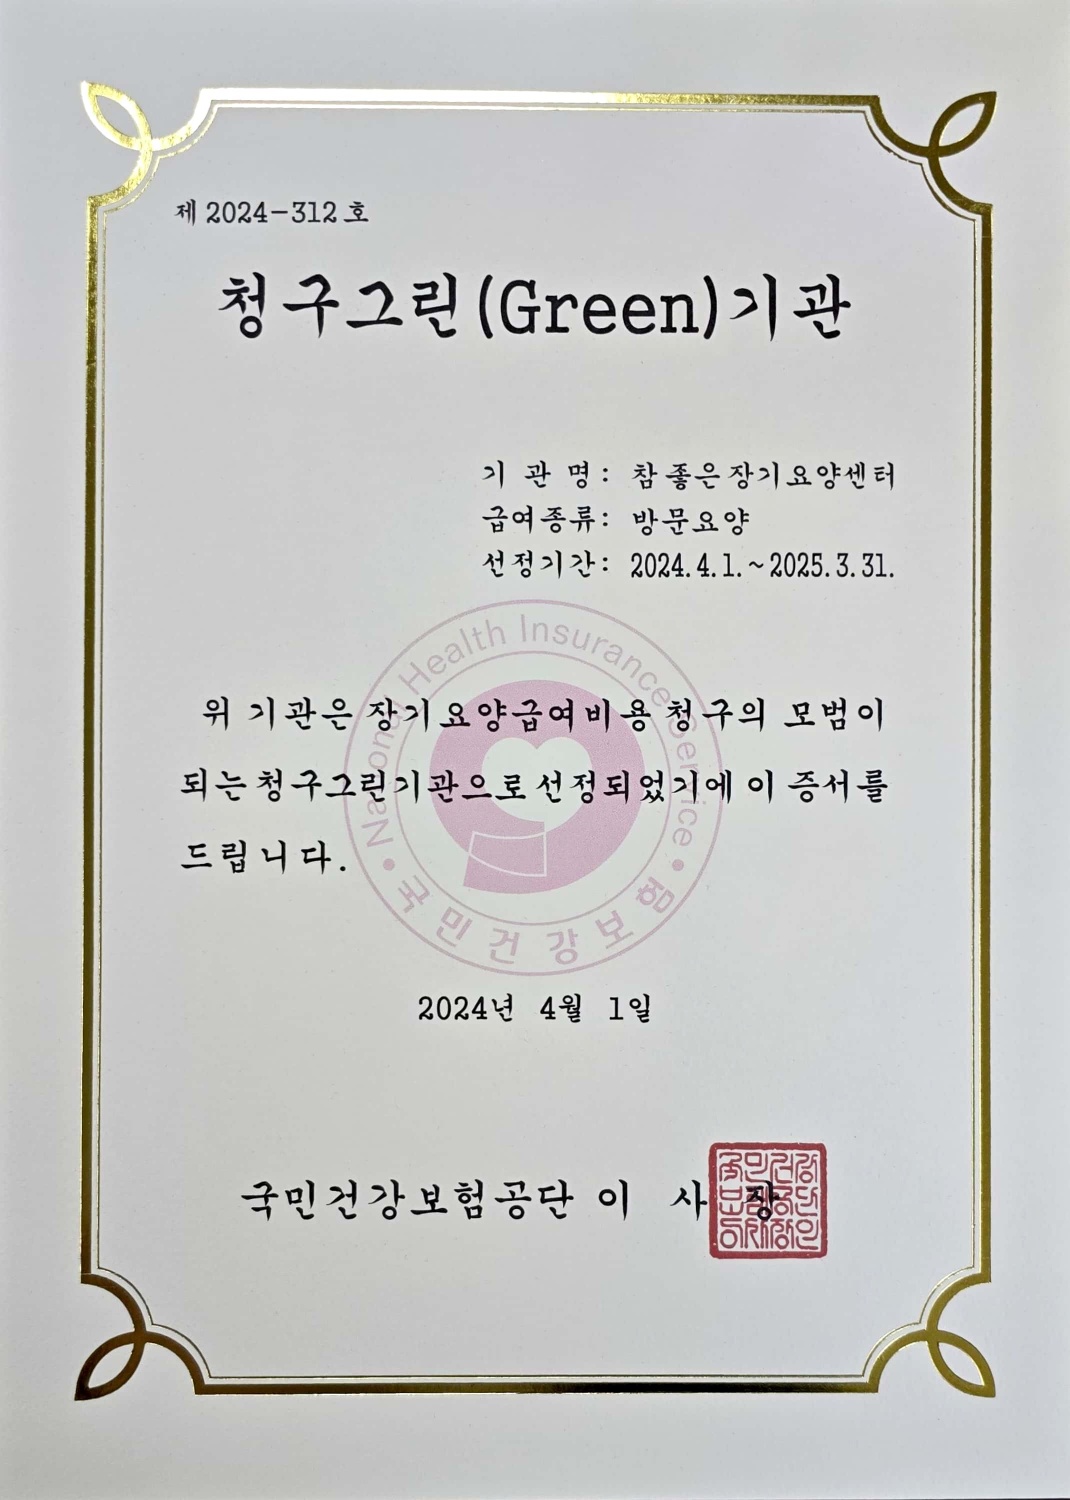 제 2024-312 호
청구그린(Green)기관
기 관 명 : 참좋은장기요양센터
급여종류: 방문요양
선정기간: 2024.4.1.~2025.3.31.
National Health Insurance Service
위 기관은 장기요양급여비용 청구의 모범이
되는 청구그린기관으로 선정되었기에 이 증서를
드립니다.
국민건강보험
2024년 4월 1일
국민건강보험공단 이 사 장